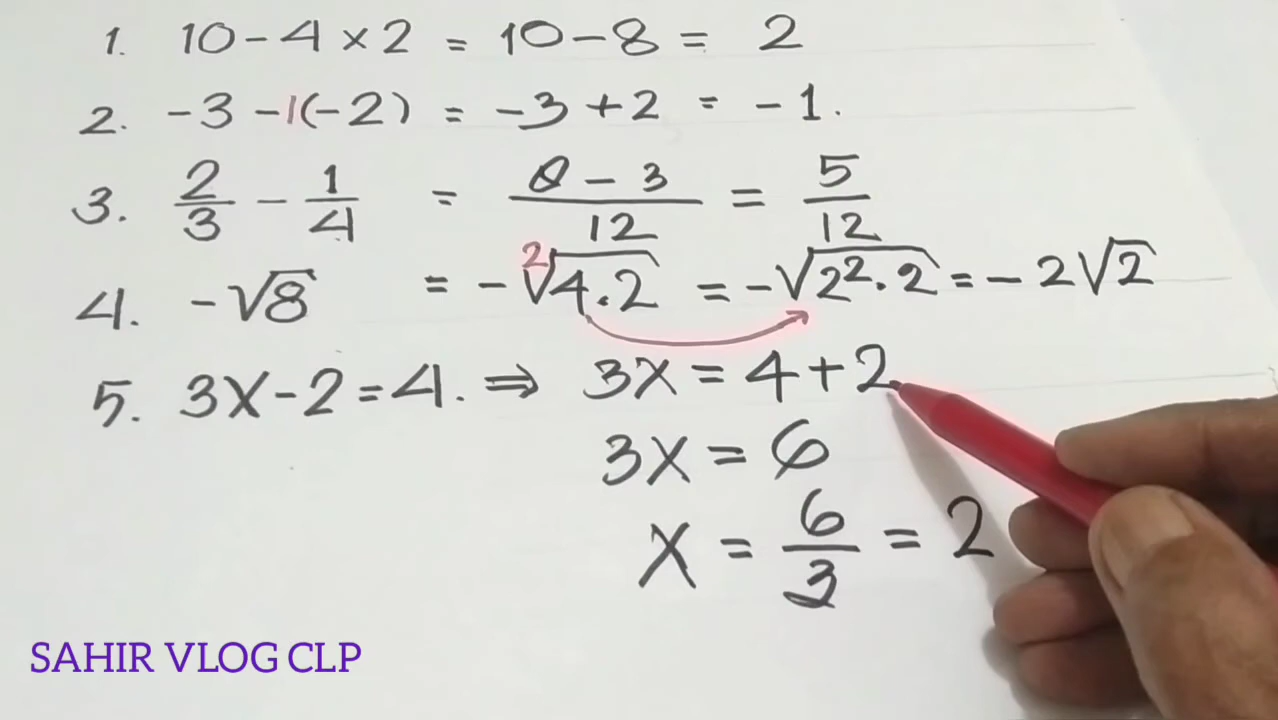 1. 10 - 4 × 2 = 10 - 8 = 2
2. -3 -1(-2) = -3 + 2 = -1.
3. 2/3 - 1/4 = 8 - 3/12 = 5/12
4. -√8 = -²√4.2 = -√2².2 = -2√2
5. 3X - 2 = 4. ⇒ 3X = 4 + 2
3X = 6
X = 6/3 = 2
SAHIR VLOG CLP